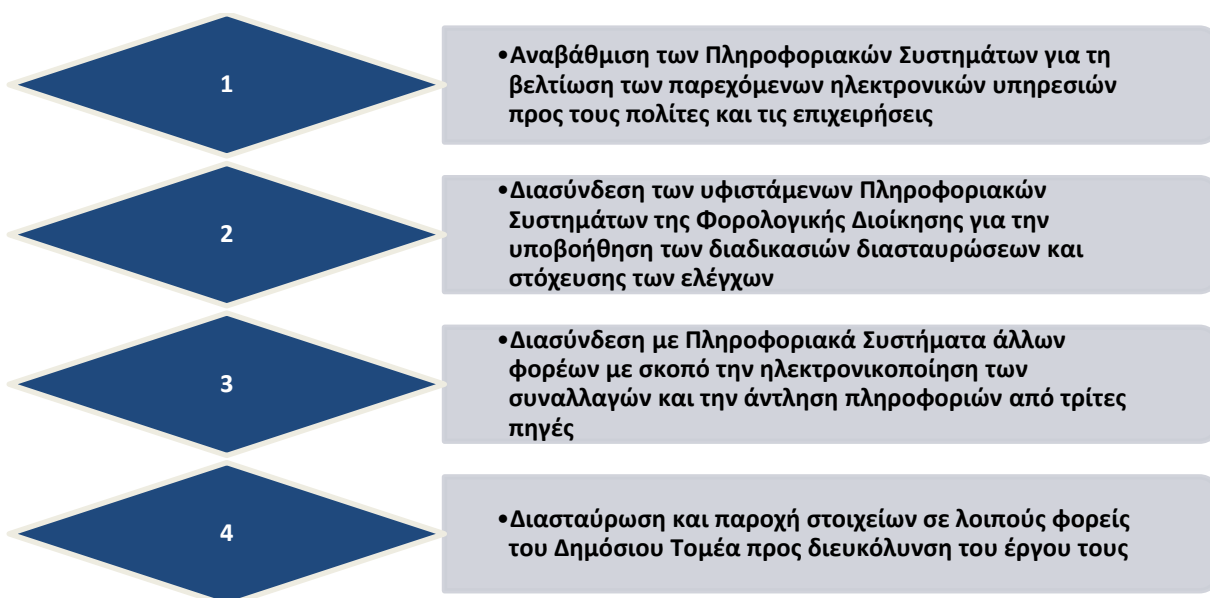 1
•Αναβάθμιση των Πληροφοριακών Συστημάτων για τη
βελτίωση των παρεχόμενων ηλεκτρονικών υπηρεσιών
προς τους πολίτες και τις επιχειρήσεις
2
•Διασύνδεση των υφιστάμενων Πληροφοριακών
Συστημάτων της Φορολογικής Διοίκησης για την
υποβοήθηση των διαδικασιών διασταυρώσεων και
στόχευσης των ελέγχων
3
•Διασύνδεση με Πληροφοριακά Συστήματα άλλων
φορέων με σκοπό την ηλεκτρονικοποίηση των
συναλλαγών και την άντληση πληροφοριών από τρίτες
πηγές
4
•Διασταύρωση και παροχή στοιχείων σε λοιπούς φορείς
του Δημόσιου Τομέα προς διευκόλυνση του έργου τους